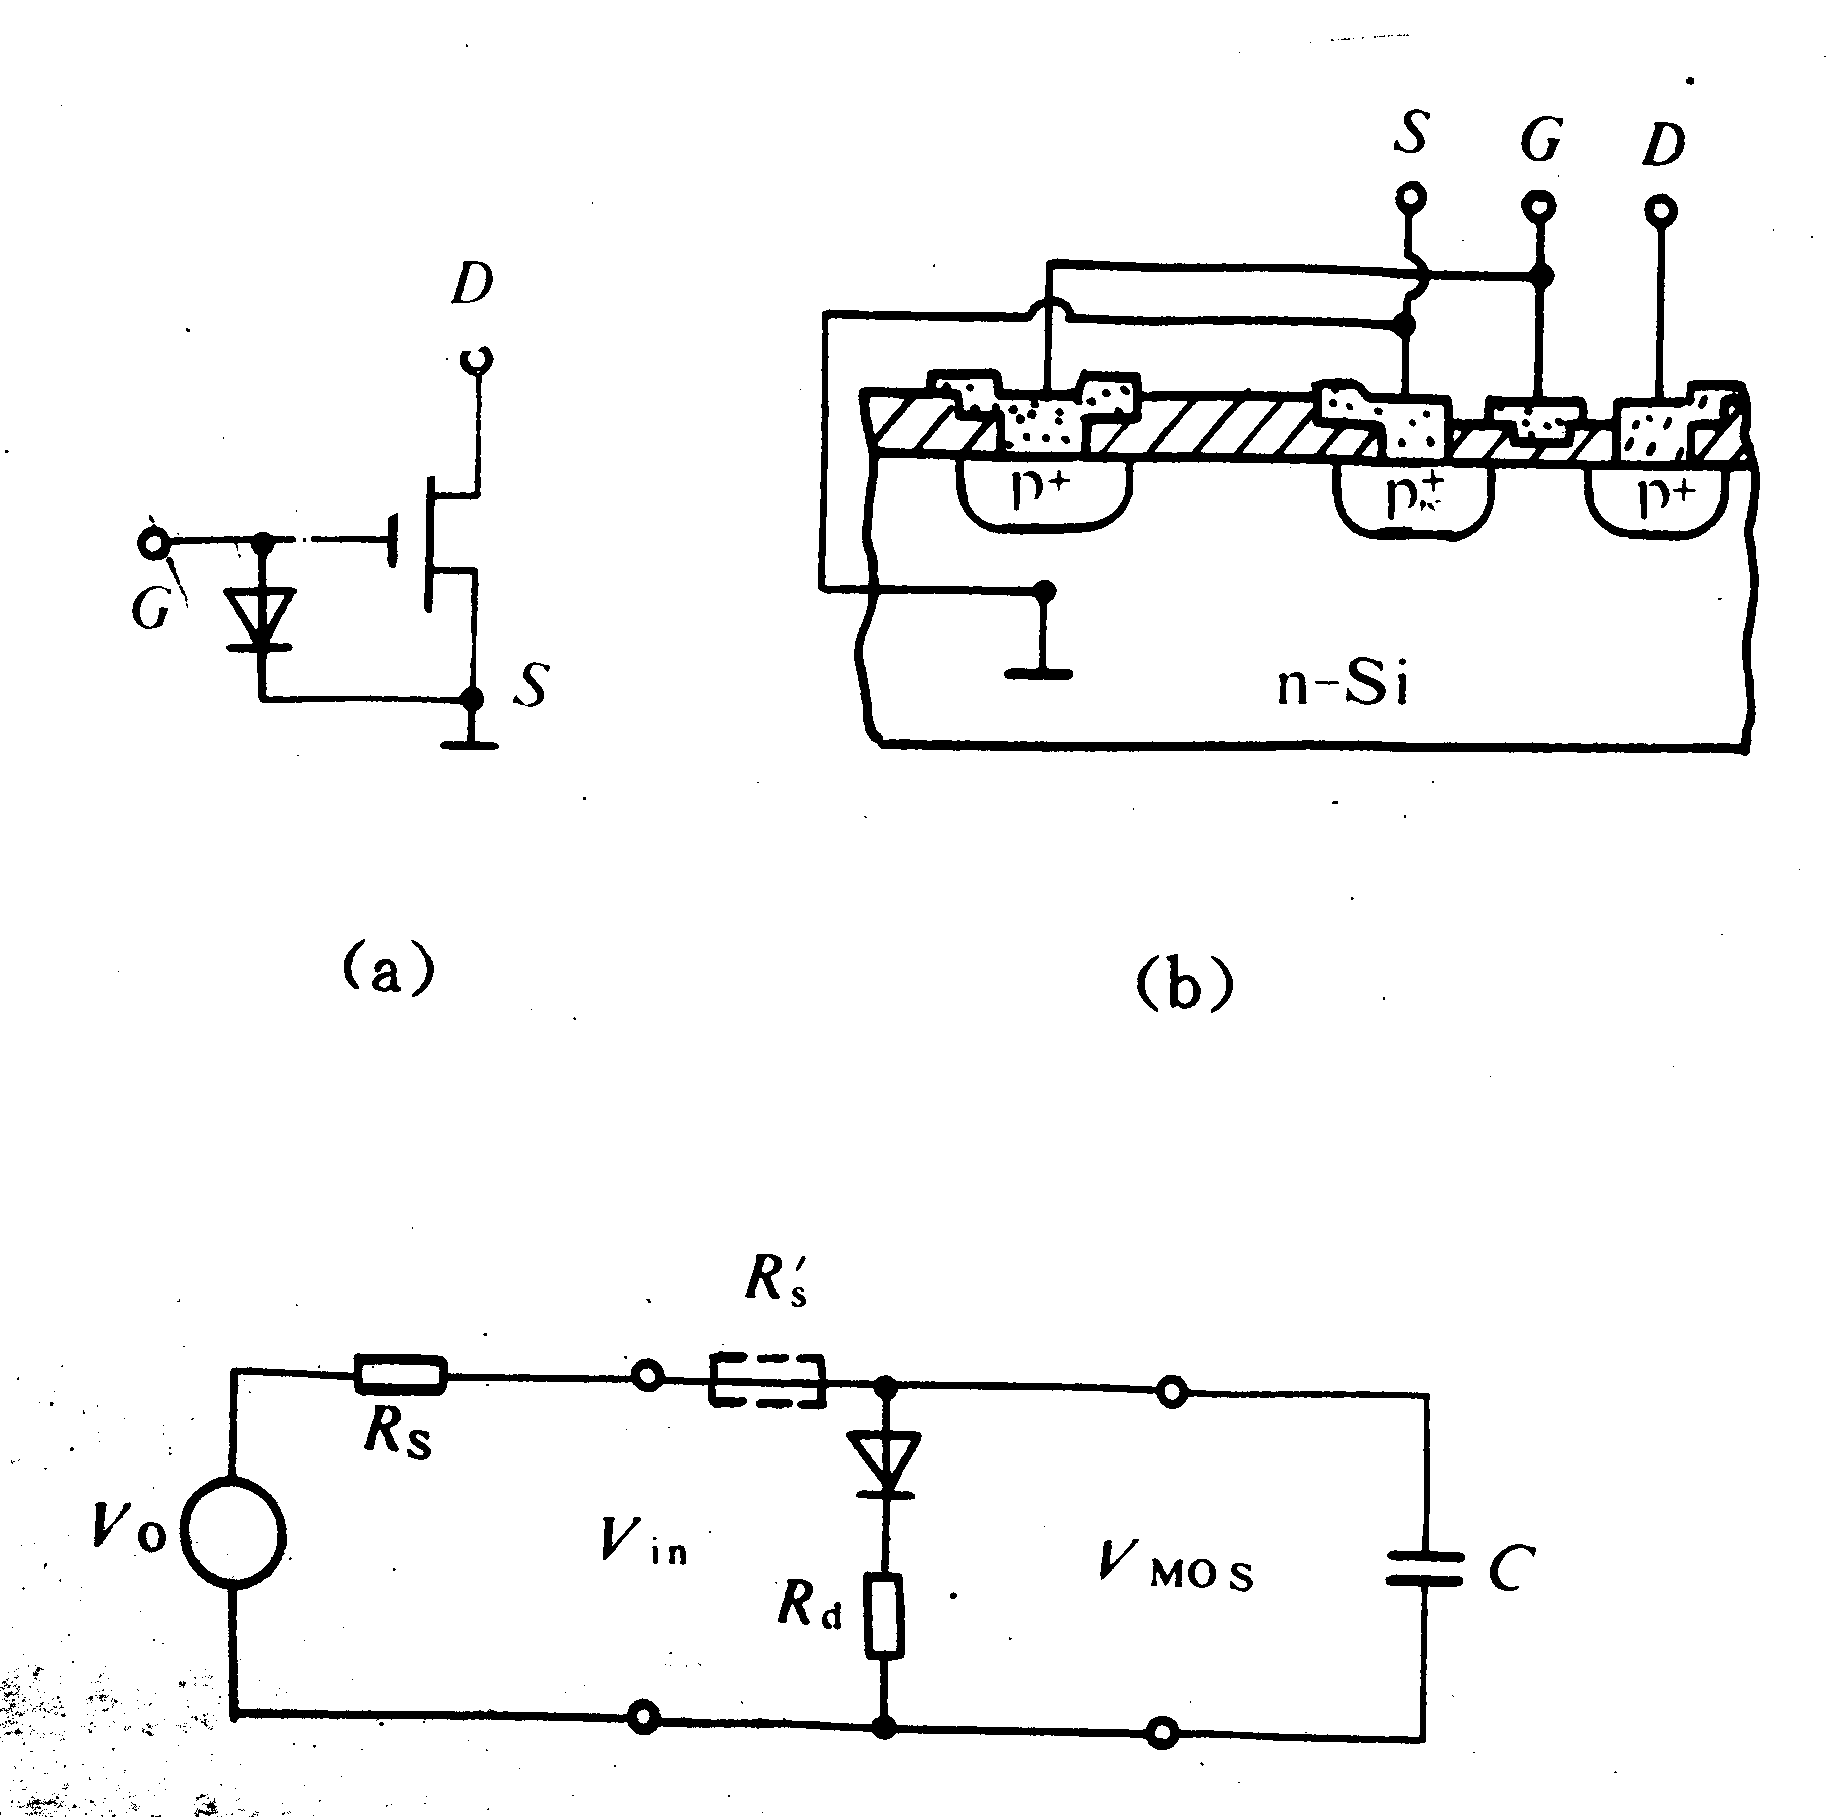 S G D
D
p+ p+ p+
G
S
n-Si
(a)
(b)
R's
Rs
Vo
Vin
VMOS
C
Rd